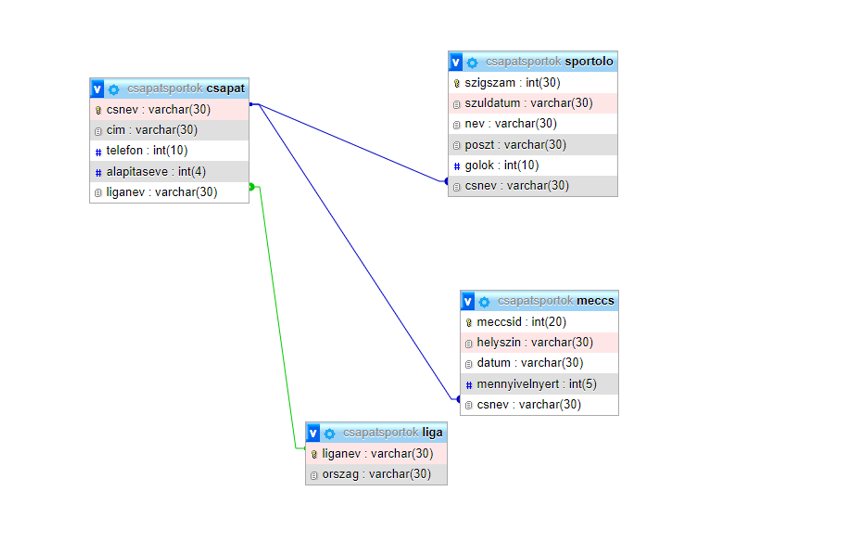 csapatsportok csapat
csnev : varchar(30)
cim : varchar(30)
telefon : int(10)
alapitaseve : int(4)
liganev : varchar(30)
csapatsportok sportolo
szigszam : int(30)
szuldatum : varchar(30)
nev : varchar(30)
poszt : varchar(30)
golok : int(10)
csnev : varchar(30)
csapatsportok meccs
meccsid : int(20)
helyszin : varchar(30)
datum : varchar(30)
mennyivelnyert : int(5)
csnev : varchar(30)
csapatsportok liga
liganev : varchar(30)
orszag : varchar(30)